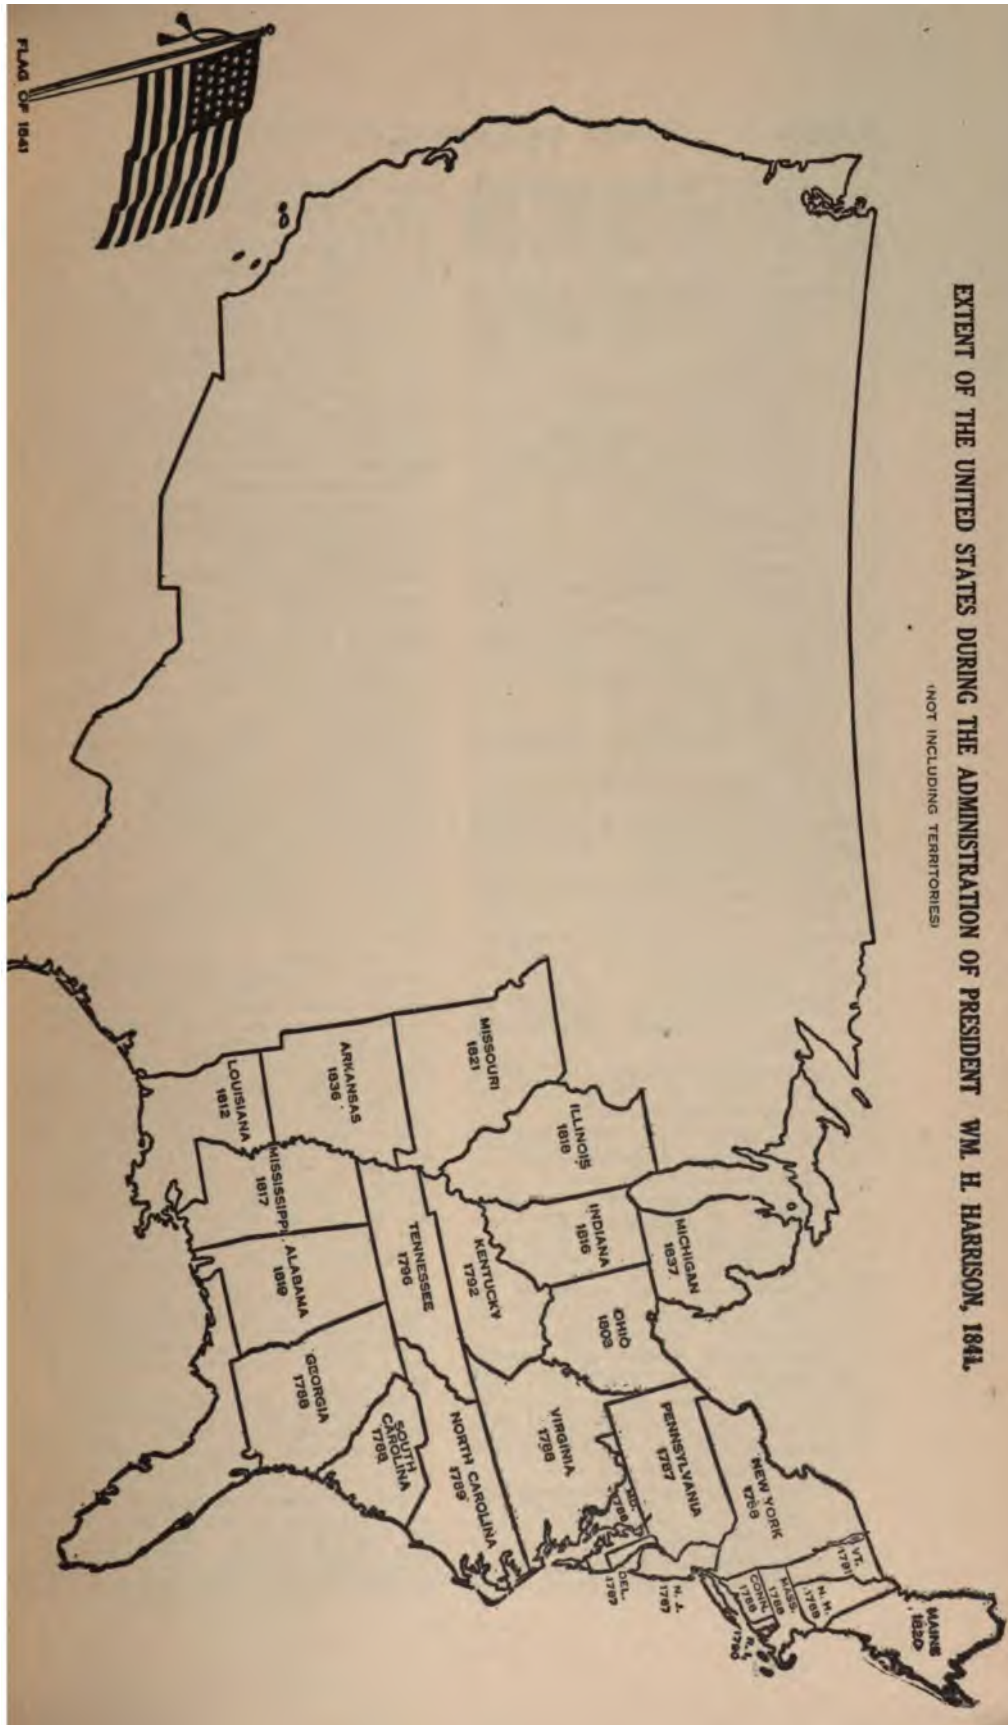 EXTENT OF THE UNITED STATES DURING THE ADMINISTRATION OF PRESIDENT WM. H. HARRISON, 1841.
(NOT INCLUDING TERRITORIES)
MAINE
1820
VT.
1791
N. H.
1788
MASS.
1788
CONN.
1788
R. I.
1790
NEW YORK
1788
MICHIGAN
1837
PENNSYLVANIA
1787
N. J.
1787
DEL.
1787
MD.
1788
OHIO
1803
INDIANA
1816
ILLINOIS
1818
MISSOURI
1821
VIRGINIA
1788
KENTUCKY
1792
TENNESSEE
1796
NORTH CAROLINA
1789
ARKANSAS
1836
SOUTH
CAROLINA
1788
LOUISIANA
1812
MISSISSIPPI
1817
ALABAMA
1819
GEORGIA
1788
FLAG OF 1841